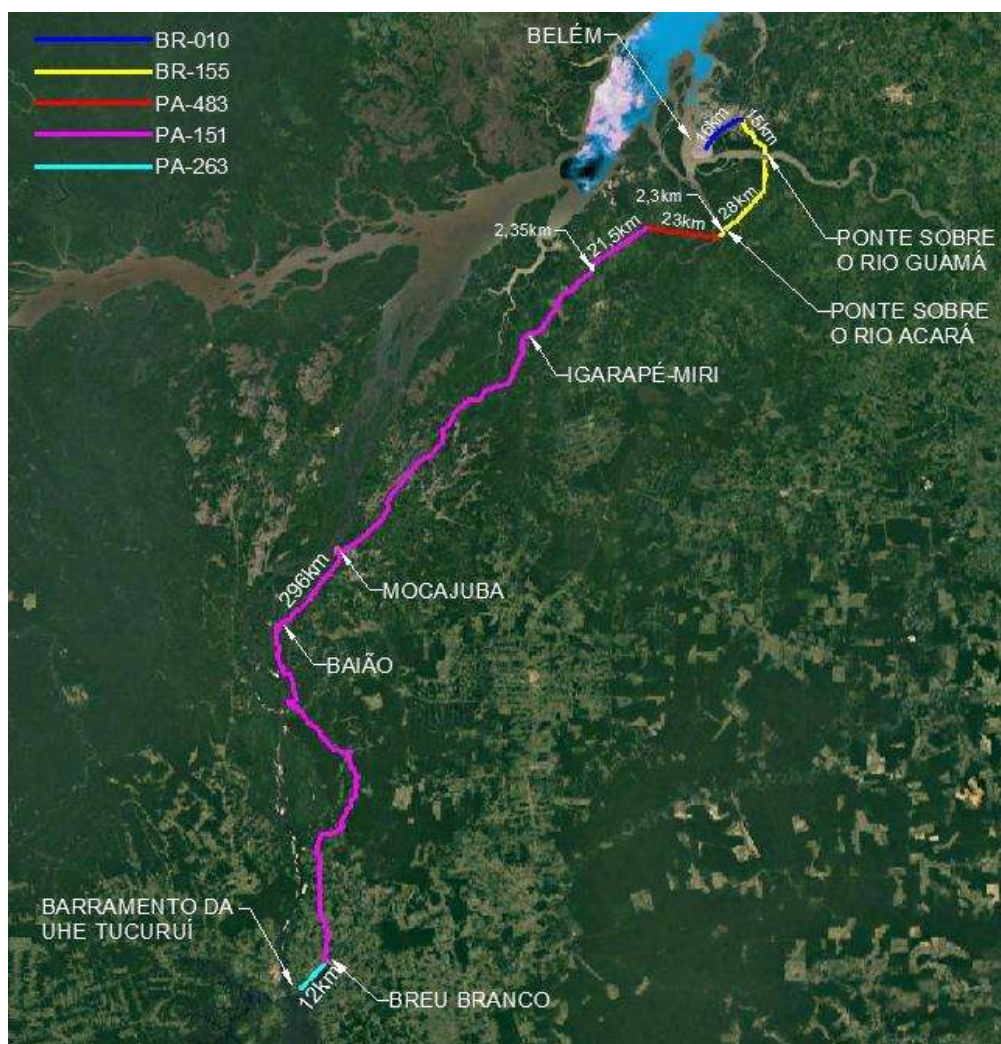 BR-010
BR-155
PA-483
PA-151
PA-263
BELÉM
16km
15km
2,3km
28km
23km
2,35km
21,5km
PONTE SOBRE
O RIO GUAMÁ
PONTE SOBRE
O RIO ACARÁ
IGARAPÉ-MIRI
296km
MOCAJUBA
BAIÃO
BARRAMENTO DA
UHE TUCURUÍ
12km
BREU BRANCO